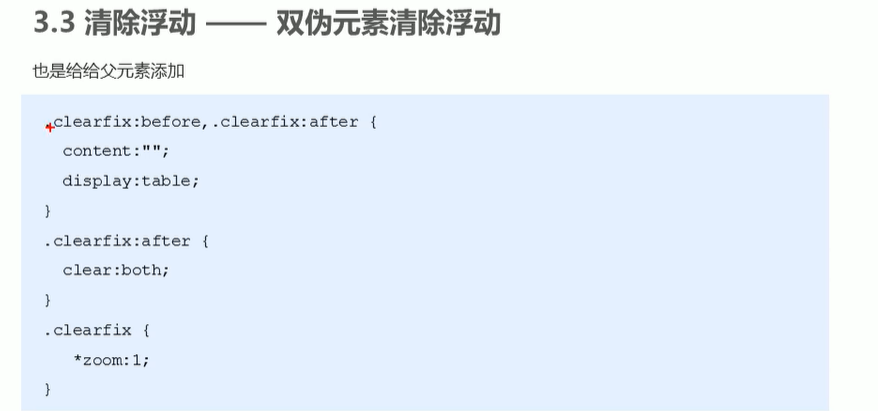 3.3 清除浮动 —— 双伪元素清除浮动
也是给给父元素添加
.clearfix:before,.clearfix:after {
content:"";
display:table;
}
.clearfix:after {
clear:both;
}
.clearfix {
*zoom:1;
}